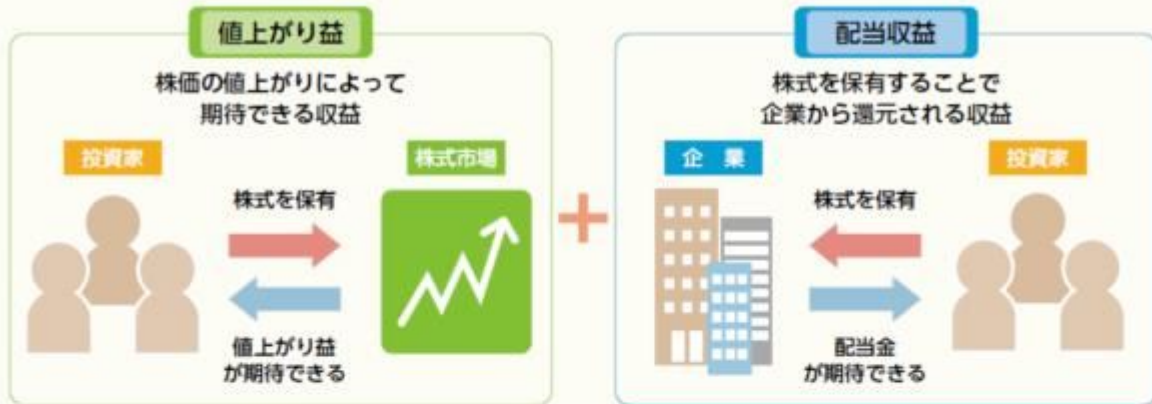 値上がり益
株価の値上がりによって
期待できる収益
投資家
株式市場
株式を保有
値上がり益
が期待できる
配当収益
株式を保有することで
企業から還元される収益
企 業
投資家
株式を保有
配当金
が期待できる